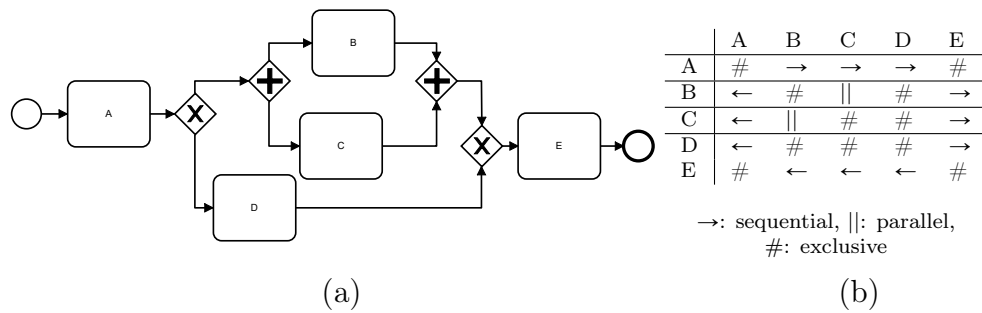 A
B
C
D
E
A B C D E
A # → → → #
B ← # || # →
C ← || # # →
D ← # # # →
E # ← ← ← #
→: sequential, ||: parallel,
#: exclusive
(a) (b)